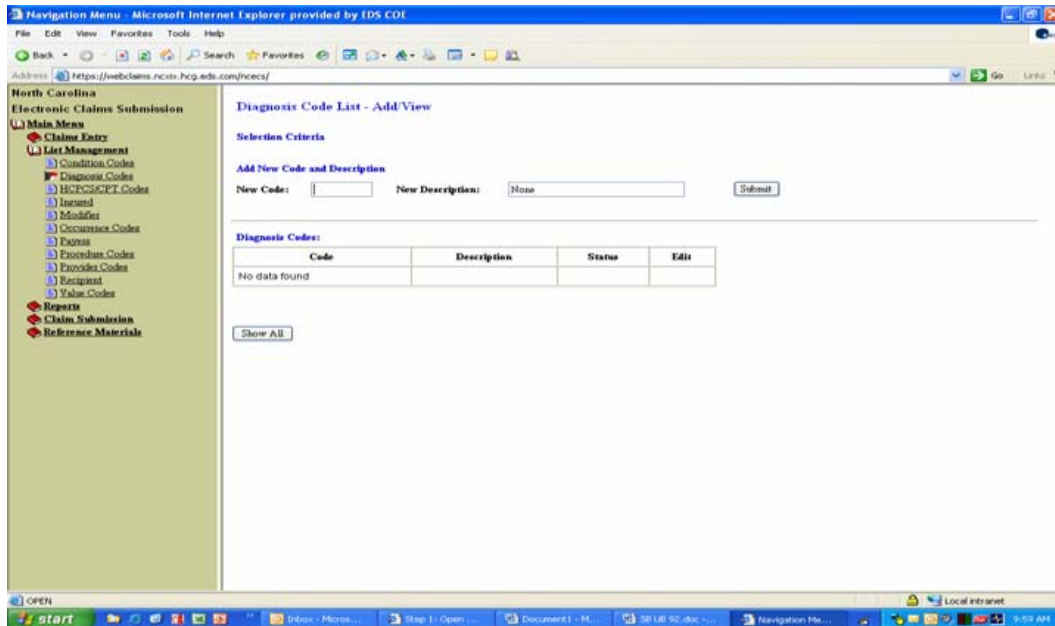 Navigation Menu - Microsoft Internet Explorer provided by EDS COE
File Edit View Favorites Tools Help
Back Search Favorites
Address https://webclaims.ncxix.hcg.eds.com/ncecs/ Go Links
North Carolina
Electronic Claims Submission
Main Menu
Claims Entry
List Management
Condition Codes
Diagnosis Codes
HCPCS/CPT Codes
Insured
Modifier
Occurrence Codes
Payers
Procedure Codes
Provider Codes
Recipient
Value Codes
Reports
Claim Submission
Reference Materials
Diagnosis Code List - Add/View
Selection Criteria
Add New Code and Description
New Code: New Description: None Submit
Diagnosis Codes:
Code Description Status Edit
No data found
Show All
OPEN Local intranet
start Inbox - Micros... Step 1: Open ... Document1 - M... SB UB 92.doc -... Navigation Me... 9:59 AM